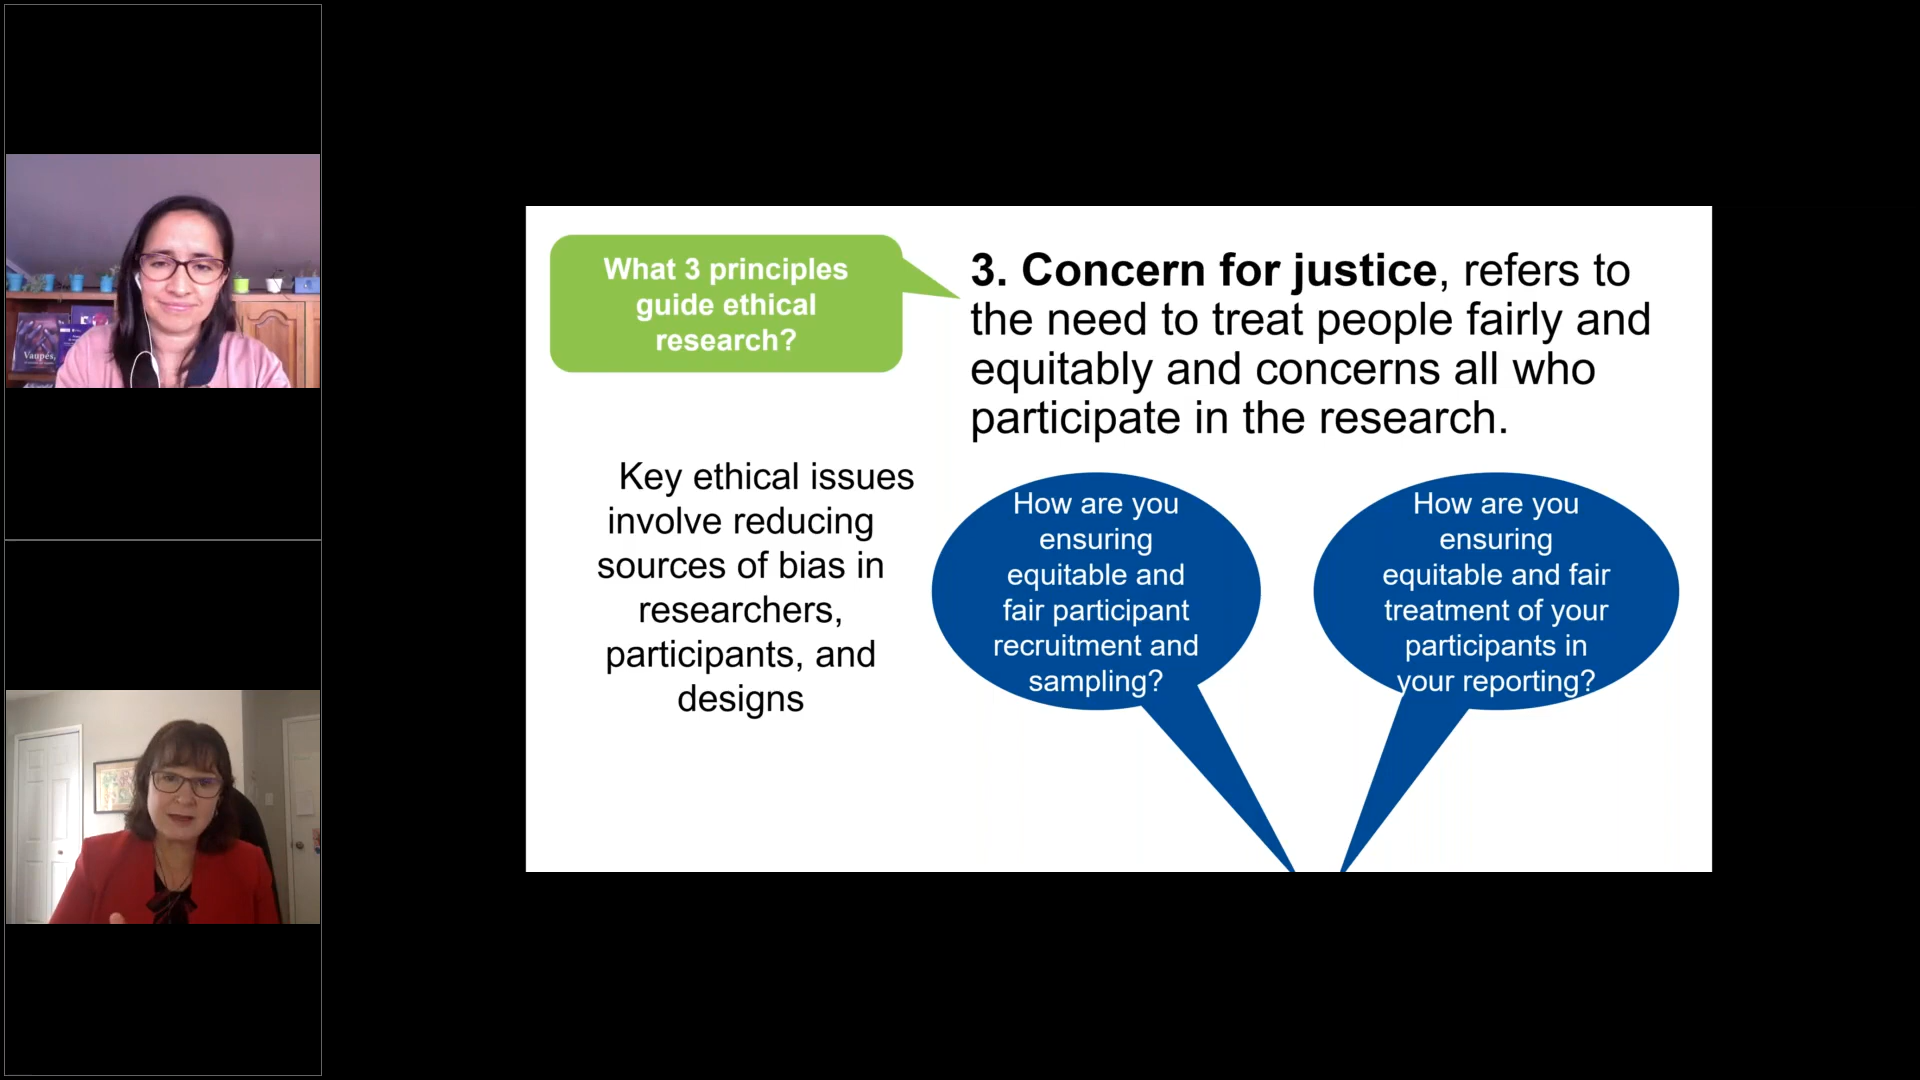 What 3 principles
guide ethical
research?
3. Concern for justice, refers to
the need to treat people fairly and
equitably and concerns all who
participate in the research.
Key ethical issues
involve reducing
sources of bias in
researchers,
participants, and
designs
How are you
ensuring
equitable and
fair participant
recruitment and
sampling?
How are you
ensuring
equitable and fair
treatment of your
participants in
your reporting?
Vaupés,